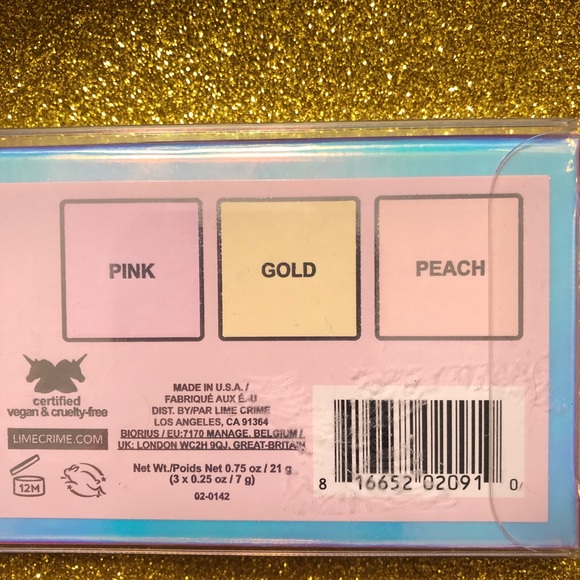 PINK
GOLD
PEACH
certified
vegan & cruelty-free
LIMECRIME.COM
12M
MADE IN U.S.A./
FABRIQUÉ AUX É.-U
DIST. BY/PAR LIME CRIME
LOS ANGELES, CA 91364
BIORIUS / EU:7170 MANAGE, BELGIUM /
UK: LONDON WC2H 9QJ, GREAT-BRITAIN
Net Wt./Poids Net 0.75 oz / 21 g
(3 x 0.25 oz / 7 g)
02-0142
8 16652 02091 0